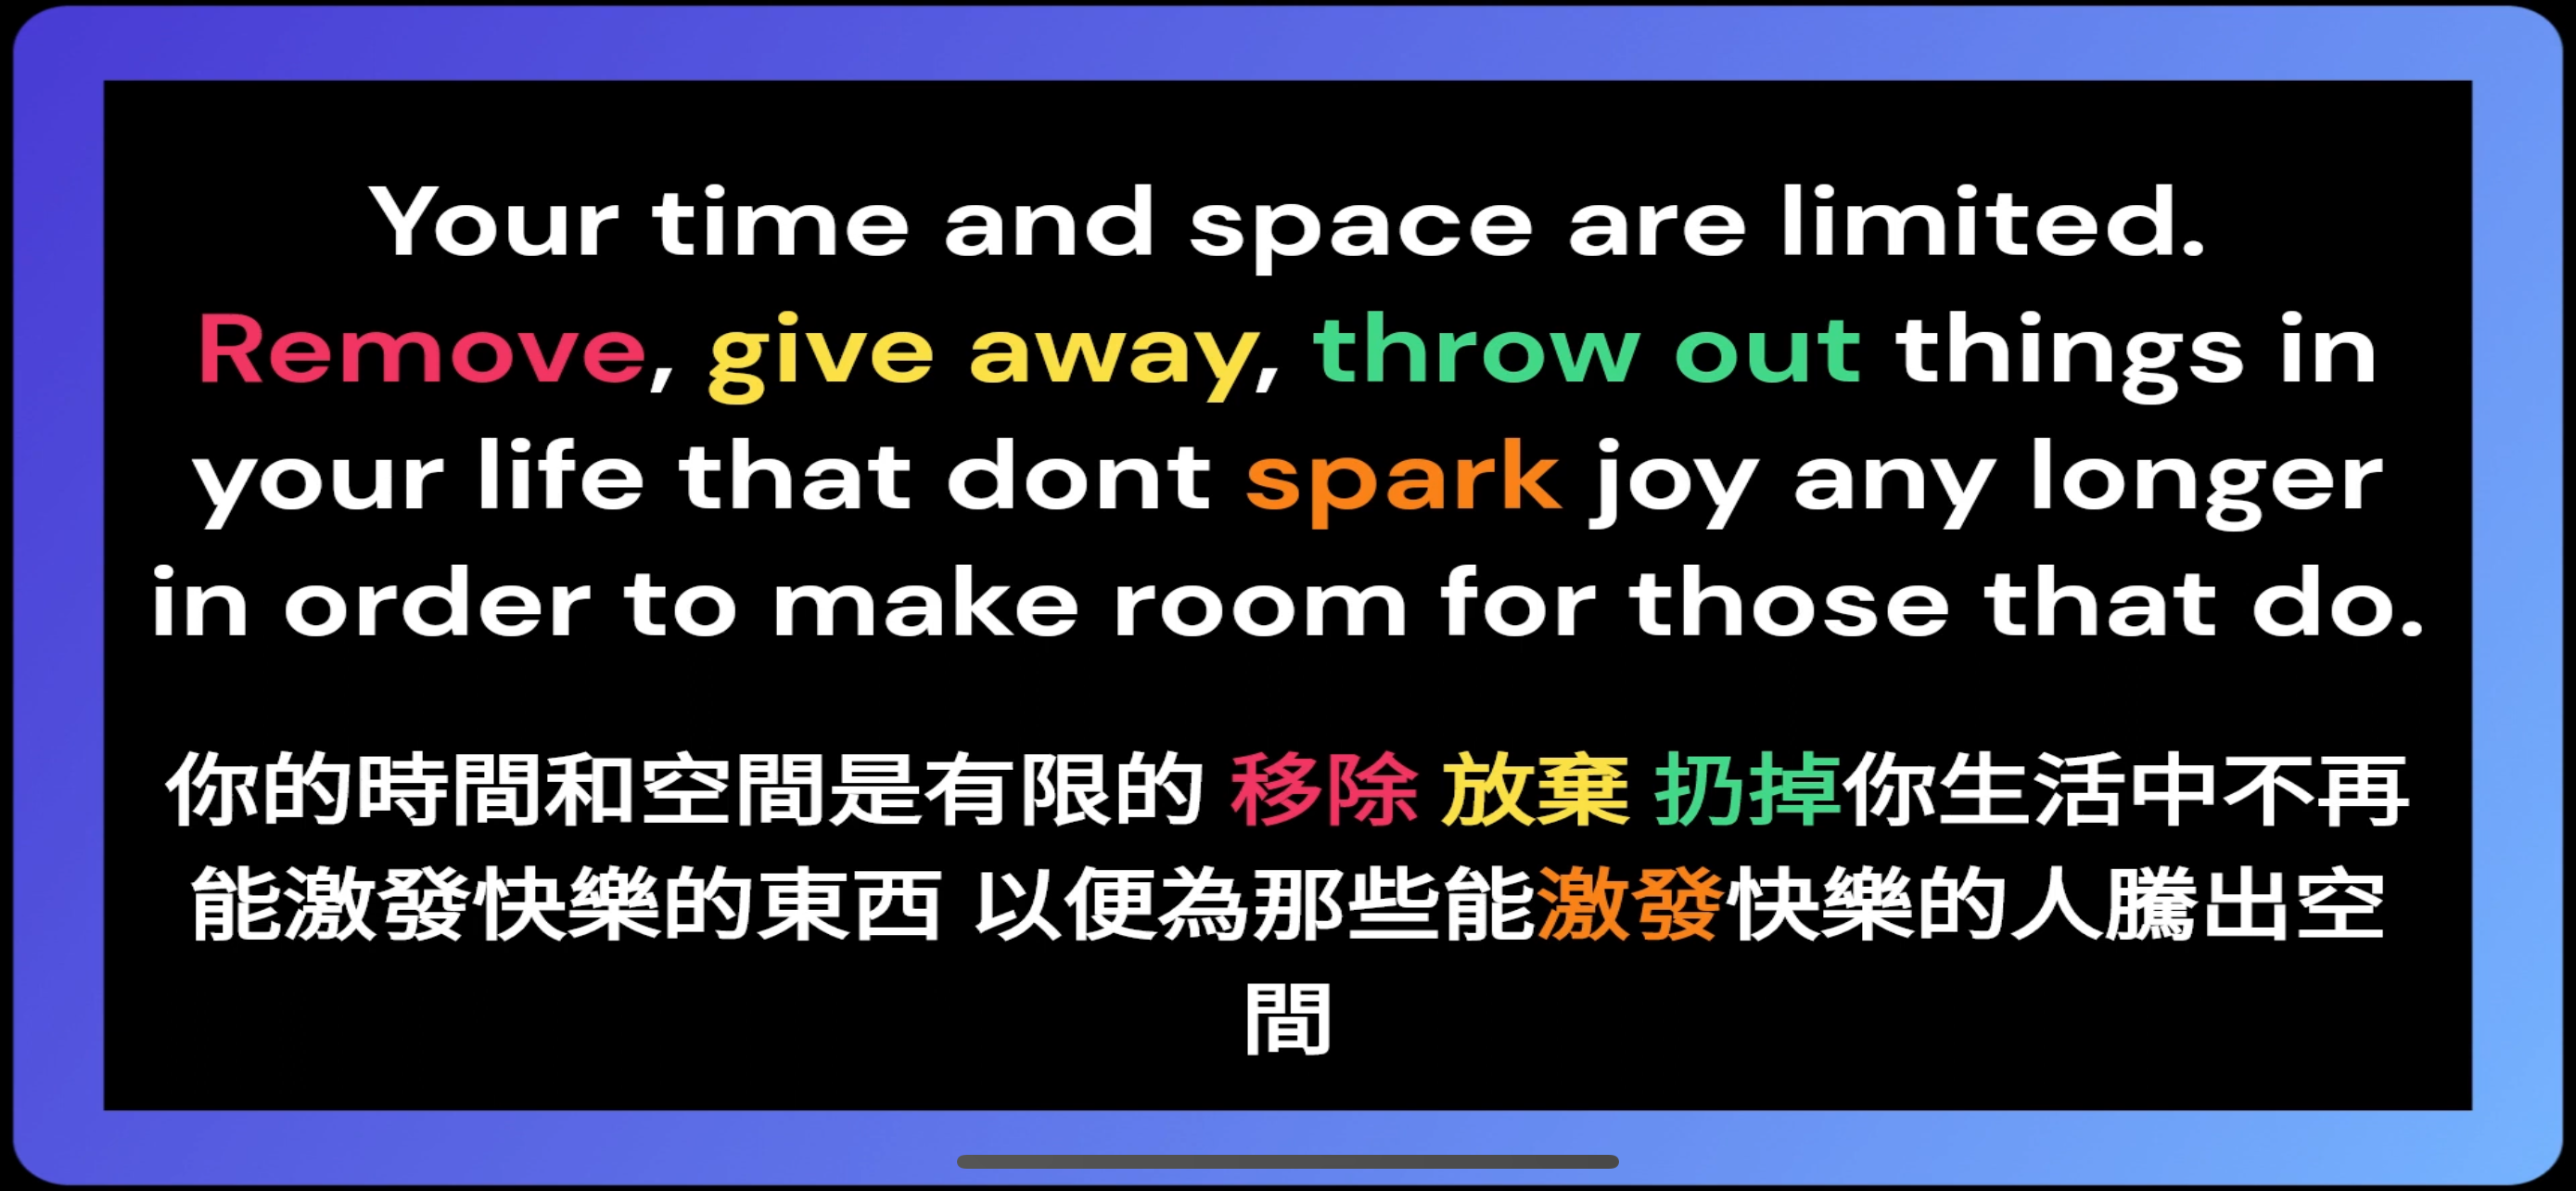 Your time and space are limited.
Remove, give away, throw out things in
your life that dont spark joy any longer
in order to make room for those that do.
你的時間和空間是有限的 移除 放棄 扔掉你生活中不再
能激發快樂的東西 以便為那些能激發快樂的人騰出空
間